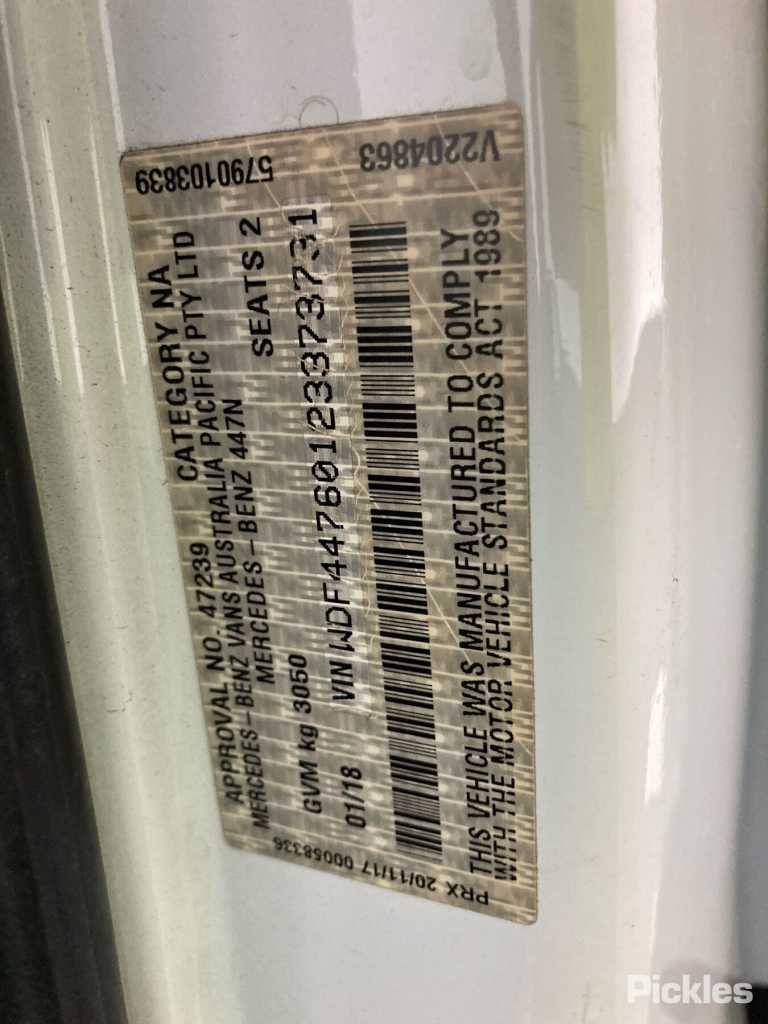 APPROVAL NO. 47239 CATEGORY NA
MERCEDES-BENZ VANS AUSTRALIA PACIFIC PTY LTD
MERCEDES-BENZ 447N
GVM kg 3050 SEATS 2
VIN WDF44760123373731
01/18
THIS VEHICLE WAS MANUFACTURED TO COMPLY
WITH THE MOTOR VEHICLE STANDARDS ACT 1989
5790103839
V2204863
PRX 20/11/17 00058336
Pickles